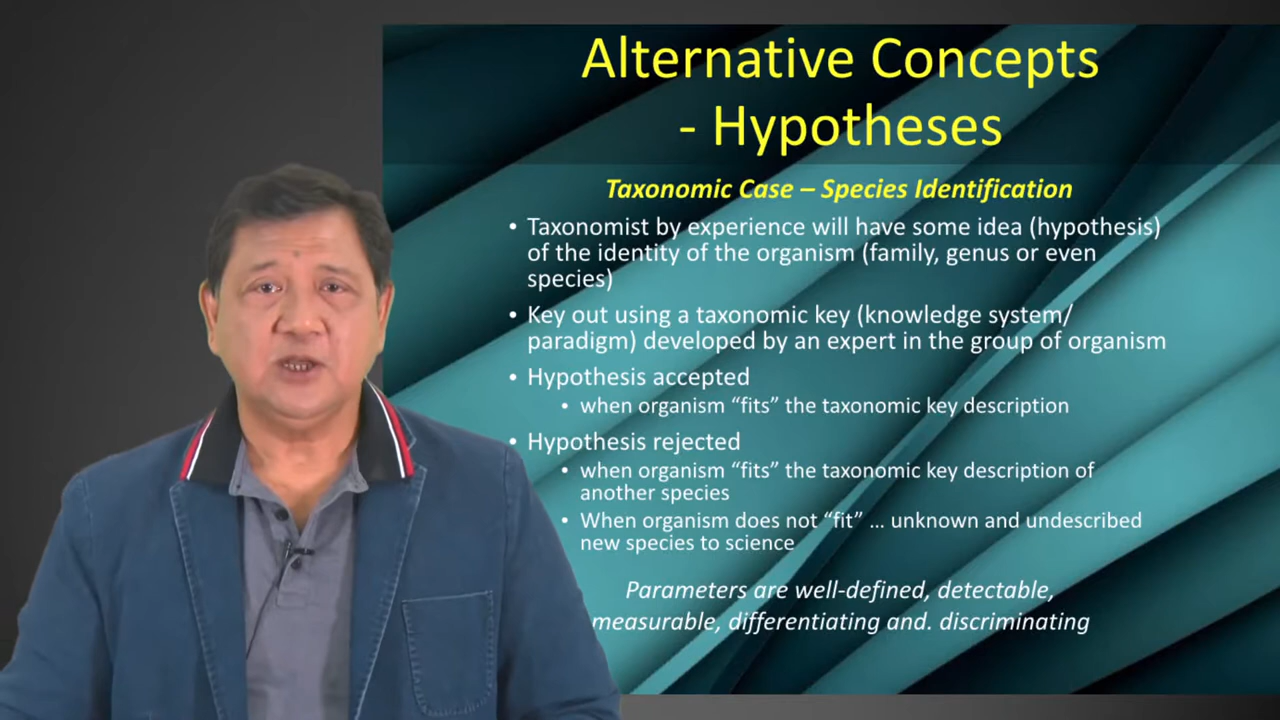 Alternative Concepts
- Hypotheses
Taxonomic Case – Species Identification
• Taxonomist by experience will have some idea (hypothesis)
of the identity of the organism (family, genus or even
species)
• Key out using a taxonomic key (knowledge system/
paradigm) developed by an expert in the group of organism
• Hypothesis accepted
• when organism “fits” the taxonomic key description
• Hypothesis rejected
• when organism “fits” the taxonomic key description of
another species
• When organism does not “fit” … unknown and undescribed
new species to science
Parameters are well-defined, detectable,
measurable, differentiating and. discriminating